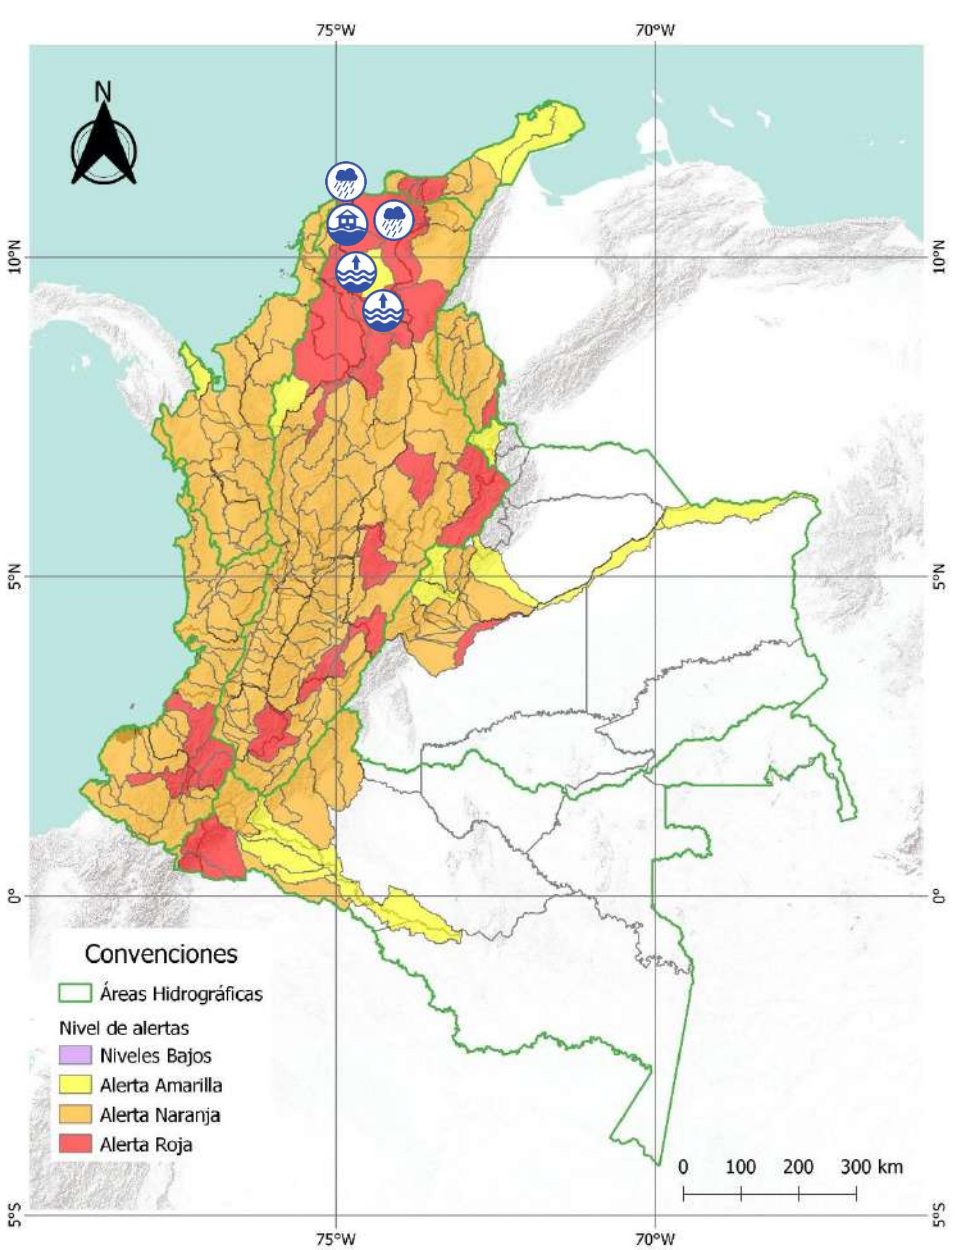 75°W 70°W
N
10°N 10°N
5°N 5°N
0° 0°
Convenciones
Áreas Hidrográficas
Nivel de alertas
Niveles Bajos
Alerta Amarilla
Alerta Naranja
Alerta Roja
0 100 200 300 km
5°S 5°S
75°W 70°W